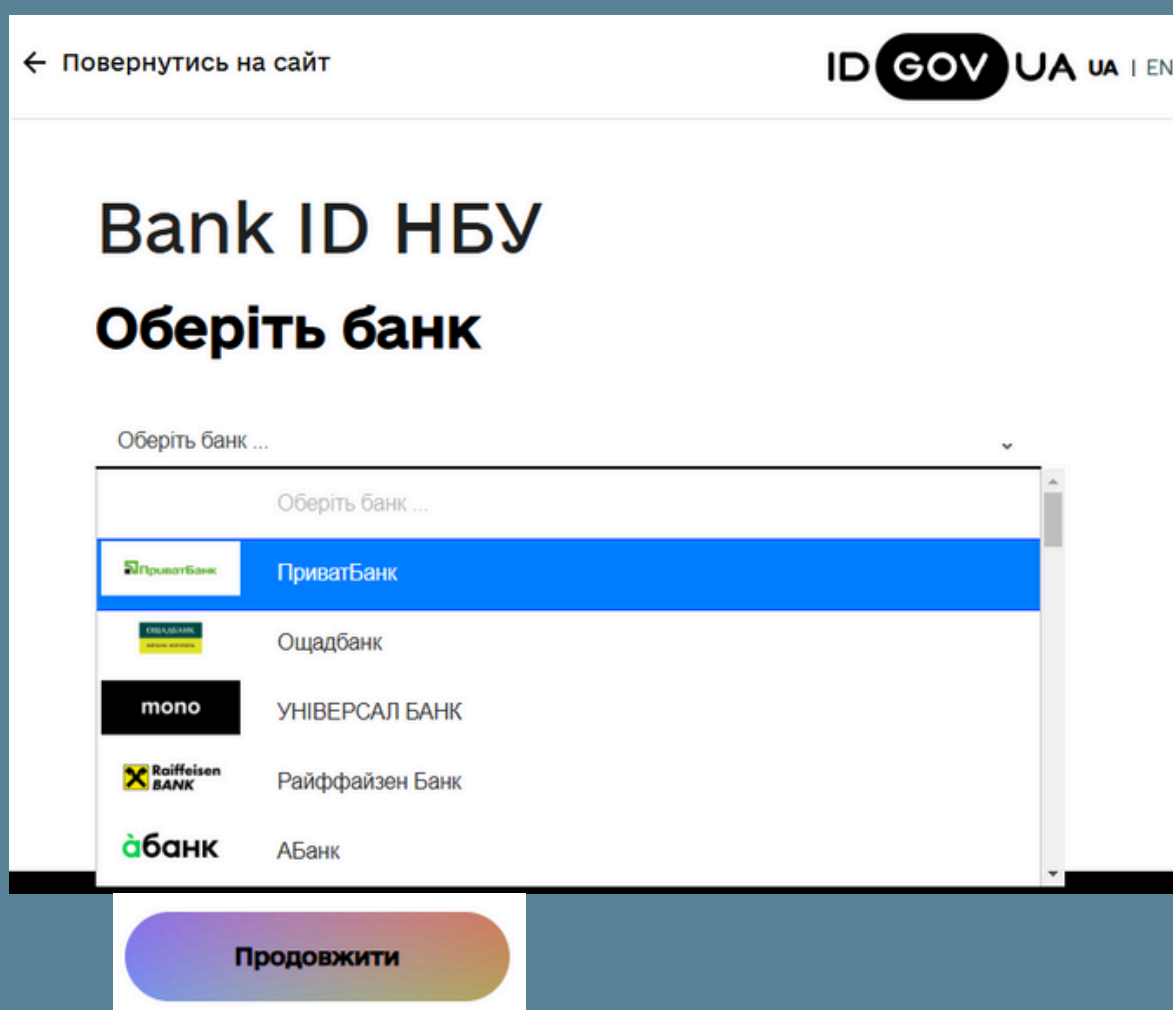 ← Повернутись на сайт
ID GOV UA UA | EN
Bank ID НБУ
Оберіть банк
Оберіть банк ...
Оберіть банк ...
ПриватБанк ПриватБанк
ОЩАДБАНК Ощадбанк
mono УНІВЕРСАЛ БАНК
Raiffeisen
BANK Райффайзен Банк
àбанк АБанк
Продовжити